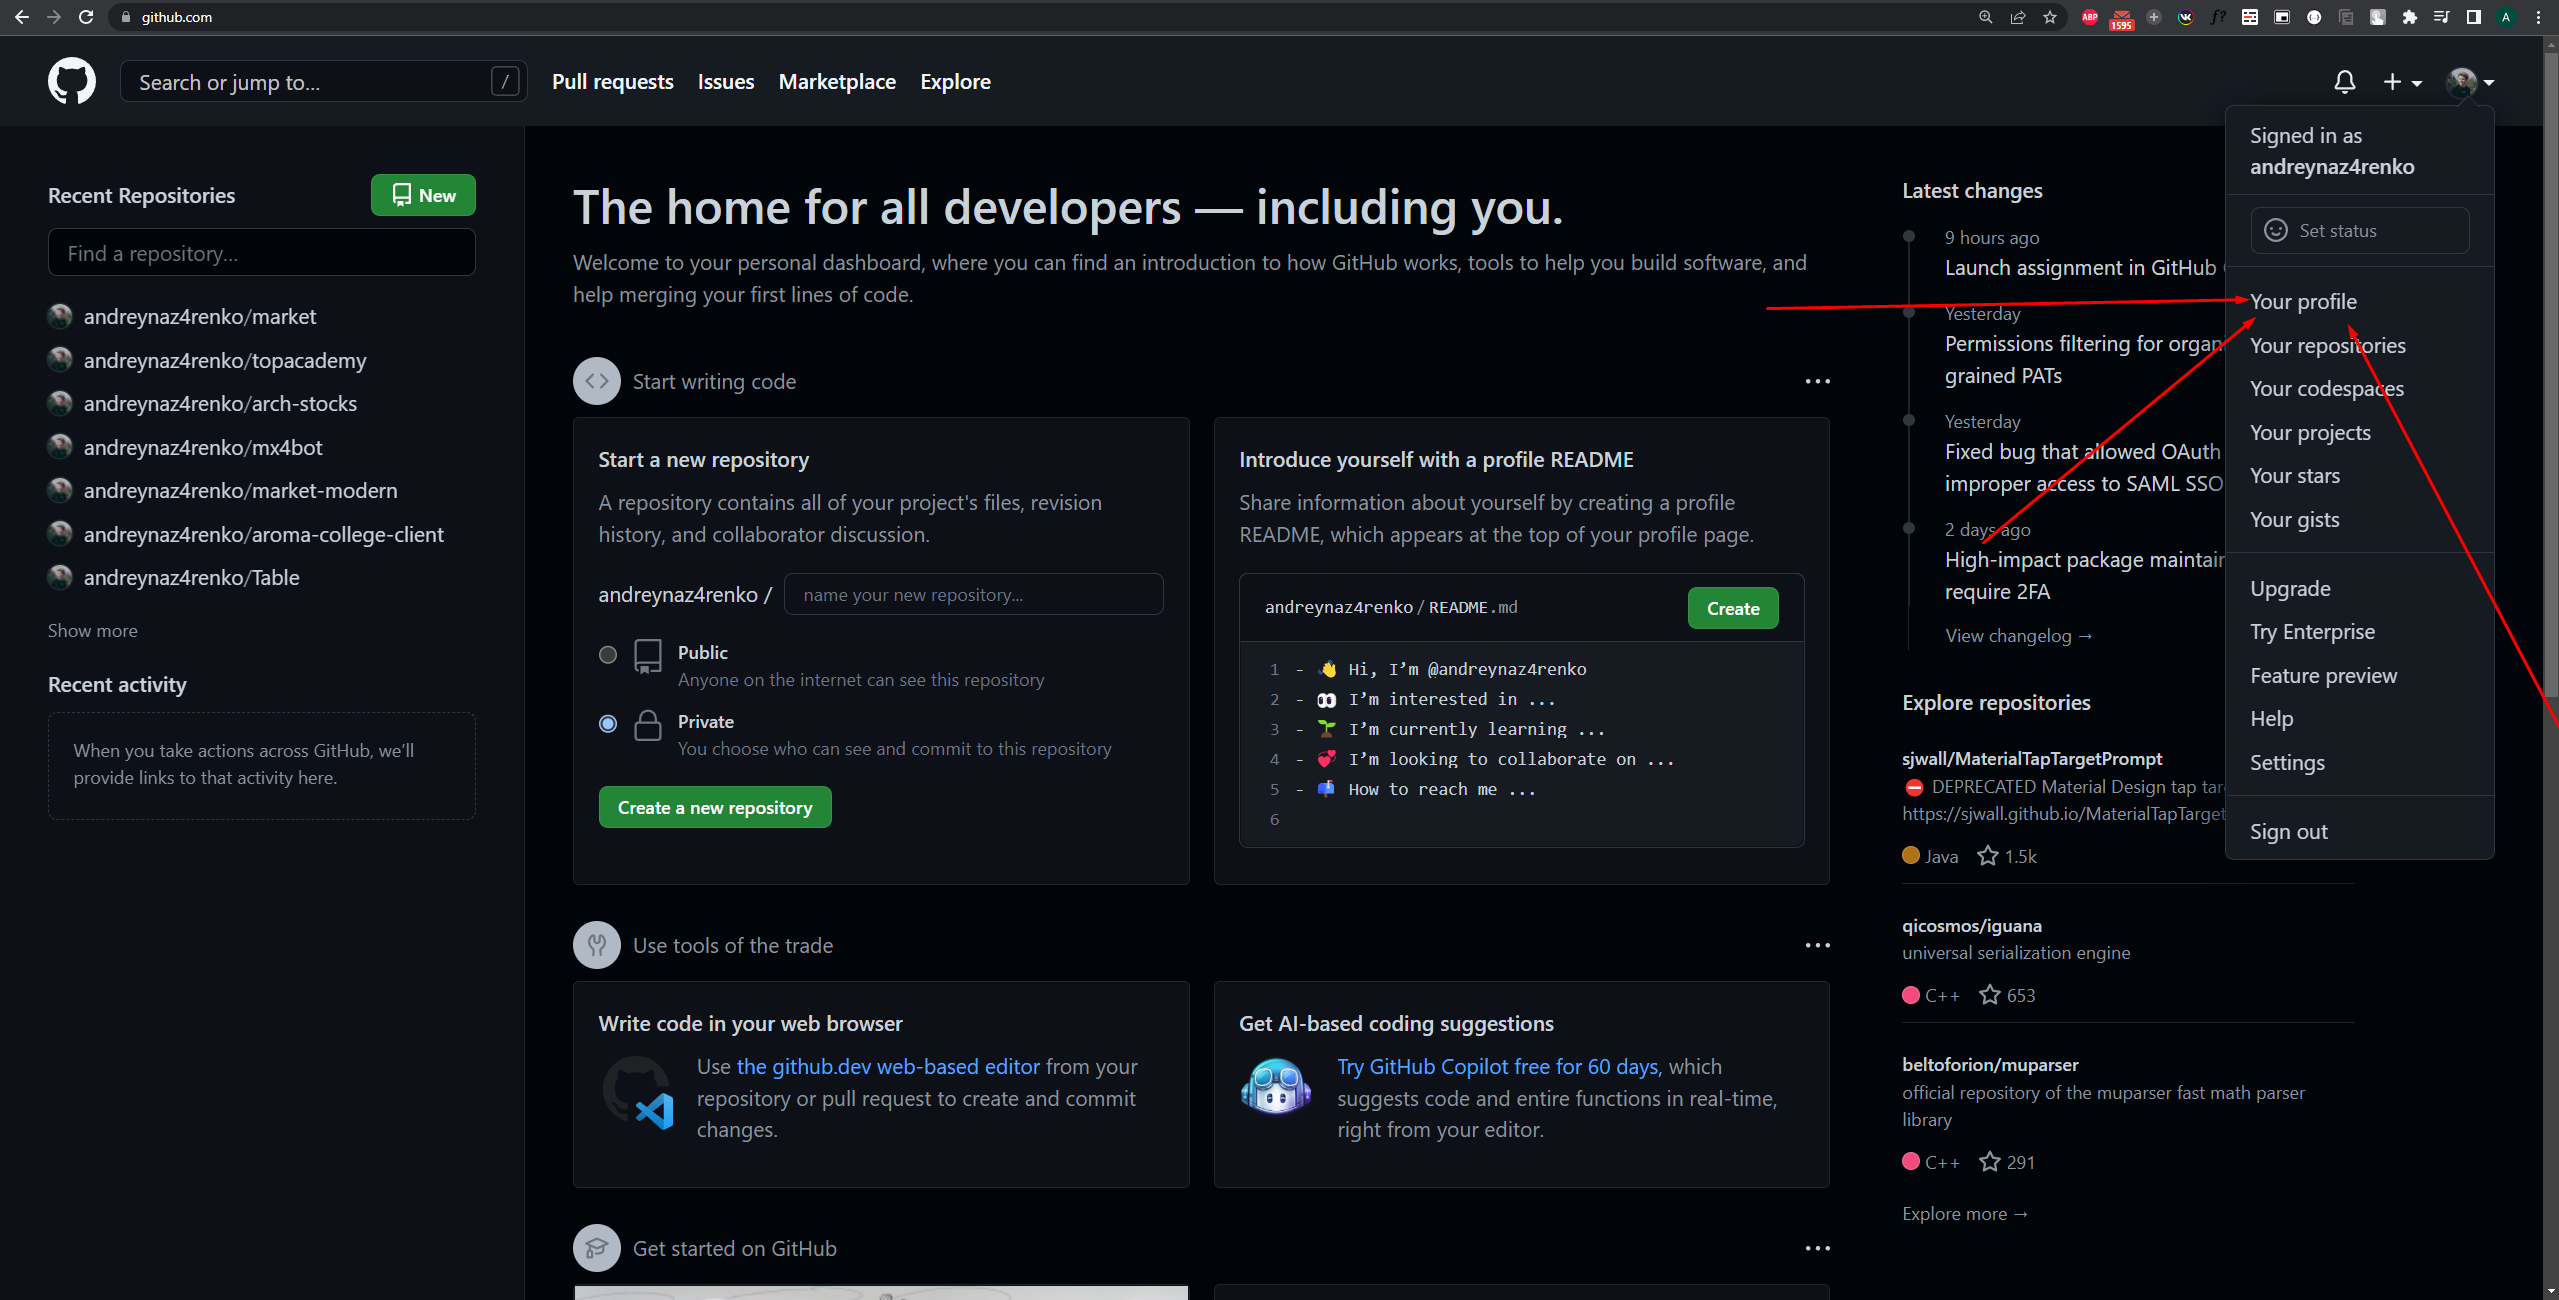 github.com
ABP
1595
f?
A
Search or jump to...
/
Pull requests Issues Marketplace Explore
Recent Repositories
New
Find a repository...
andreynaz4renko/market
andreynaz4renko/topacademy
andreynaz4renko/arch-stocks
andreynaz4renko/mx4bot
andreynaz4renko/market-modern
andreynaz4renko/aroma-college-client
andreynaz4renko/Table
Show more
Recent activity
When you take actions across GitHub, we’ll
provide links to that activity here.
The home for all developers — including you.
Welcome to your personal dashboard, where you can find an introduction to how GitHub works, tools to help you build software, and
help merging your first lines of code.
Start writing code
Start a new repository
A repository contains all of your project's files, revision
history, and collaborator discussion.
andreynaz4renko /
name your new repository...
Public
Anyone on the internet can see this repository
Private
You choose who can see and commit to this repository
Create a new repository
Introduce yourself with a profile README
Share information about yourself by creating a profile
README, which appears at the top of your profile page.
andreynaz4renko / README.md
Create
1 - 👋 Hi, I’m @andreynaz4renko
2 - 👀 I’m interested in ...
3 - 🌱 I’m currently learning ...
4 - 💞️ I’m looking to collaborate on ...
5 - 📫 How to reach me ...
6
Use tools of the trade
Write code in your web browser
Use the github.dev web-based editor from your
repository or pull request to create and commit
changes.
Get AI-based coding suggestions
Try GitHub Copilot free for 60 days, which
suggests code and entire functions in real-time,
right from your editor.
Get started on GitHub
Latest changes
9 hours ago
Launch assignment in GitHub
Yesterday
Permissions filtering for organi
grained PATs
Yesterday
Fixed bug that allowed OAuth
improper access to SAML SSO
2 days ago
High-impact package maintain
require 2FA
View changelog →
Explore repositories
sjwall/MaterialTapTargetPrompt
⛔ DEPRECATED Material Design tap targ
https://sjwall.github.io/MaterialTapTarget
Java 1.5k
qicosmos/iguana
universal serialization engine
C++ 653
beltoforion/muparser
official repository of the muparser fast math parser
library
C++ 291
Explore more →
Signed in as
andreynaz4renko
Set status
Your profile
Your repositories
Your codespaces
Your projects
Your stars
Your gists
Upgrade
Try Enterprise
Feature preview
Help
Settings
Sign out